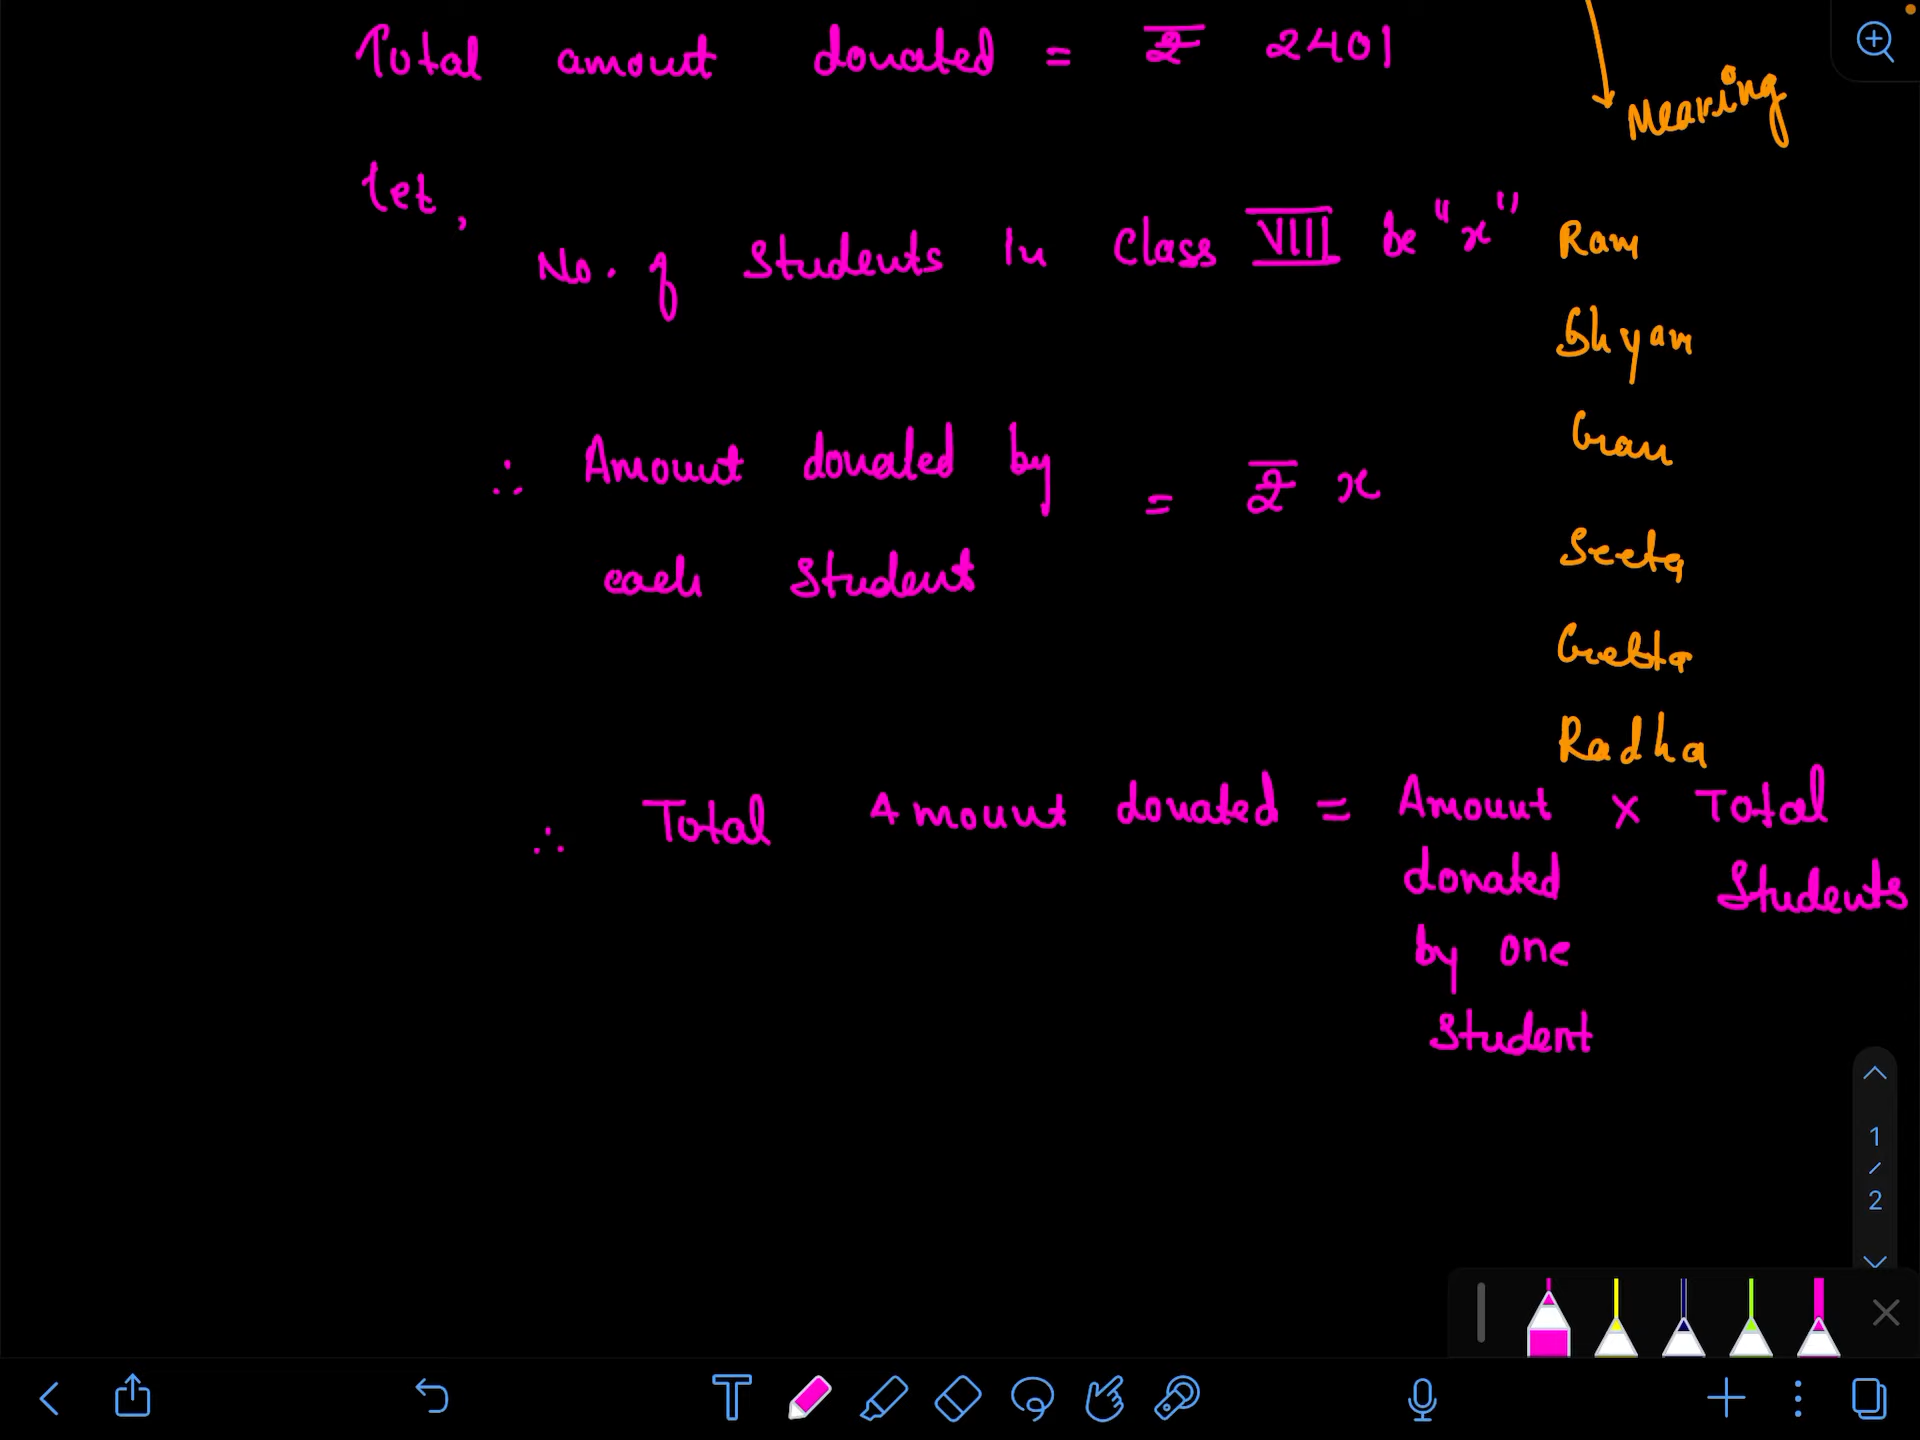 Total amount donated = ₹ 2401
Meaning
let,
No. of Students In Class VIII be "x"
Ram
Shyam
∴ Amount donated by = ₹ x
each Student
Seeta
Geeta
Radha
∴ Total Amount donated = Amount × Total
donated Students
by one
Student
1
/
2